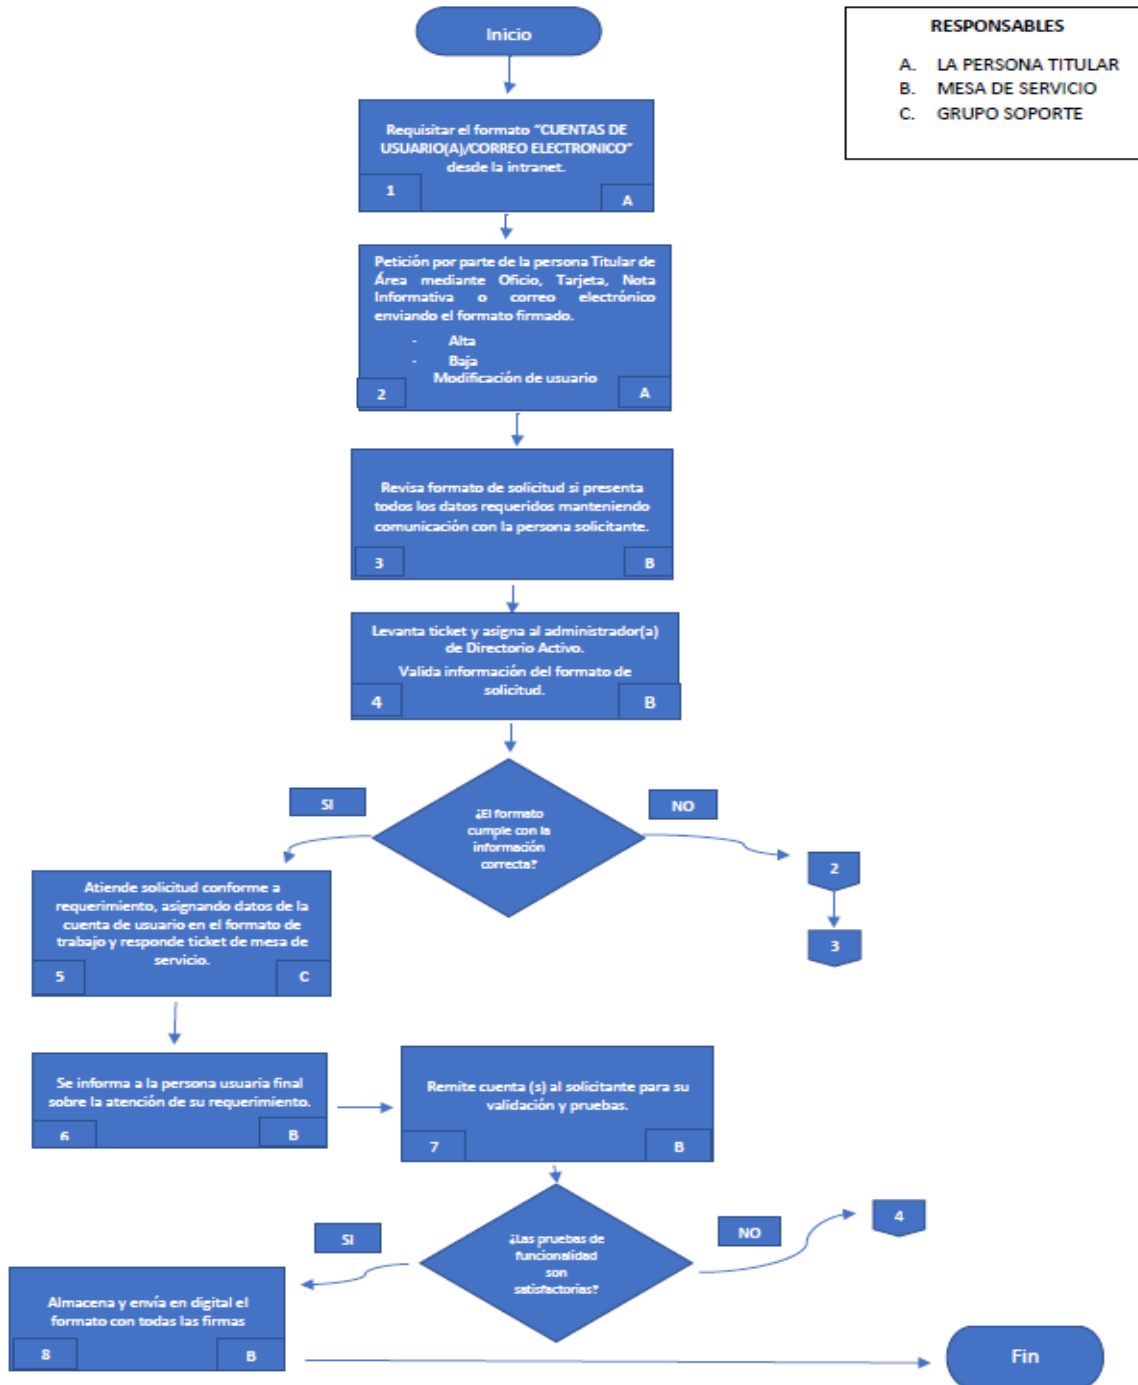 Inicio
RESPONSABLES
A. LA PERSONA TITULAR
B. MESA DE SERVICIO
C. GRUPO SOPORTE
Requisitar el formato “CUENTAS DE
USUARIO(A)/CORREO ELECTRONICO”
desde la intranet.
1
A
Petición por parte de la persona Titular de
Área mediante Oficio, Tarjeta, Nota
Informativa o correo electrónico
enviando el formato firmado.
- Alta
- Baja
Modificación de usuario
2
A
Revisa formato de solicitud si presenta
todos los datos requeridos manteniendo
comunicación con la persona solicitante.
3
B
Levanta ticket y asigna al administrador(a)
de Directorio Activo.
Valida información del formato de
solicitud.
4
B
SI
NO
¿El formato
cumple con la
información
correcta?
2
3
Atiende solicitud conforme a
requerimiento, asignando datos de la
cuenta de usuario en el formato de
trabajo y responde ticket de mesa de
servicio.
5
C
Se informa a la persona usuaria final
sobre la atención de su requerimiento.
6
B
Remite cuenta (s) al solicitante para su
validación y pruebas.
7
B
SI
NO
4
¿Las pruebas de
funcionalidad
son
satisfactorias?
Almacena y envía en digital el
formato con todas las firmas
8
B
Fin